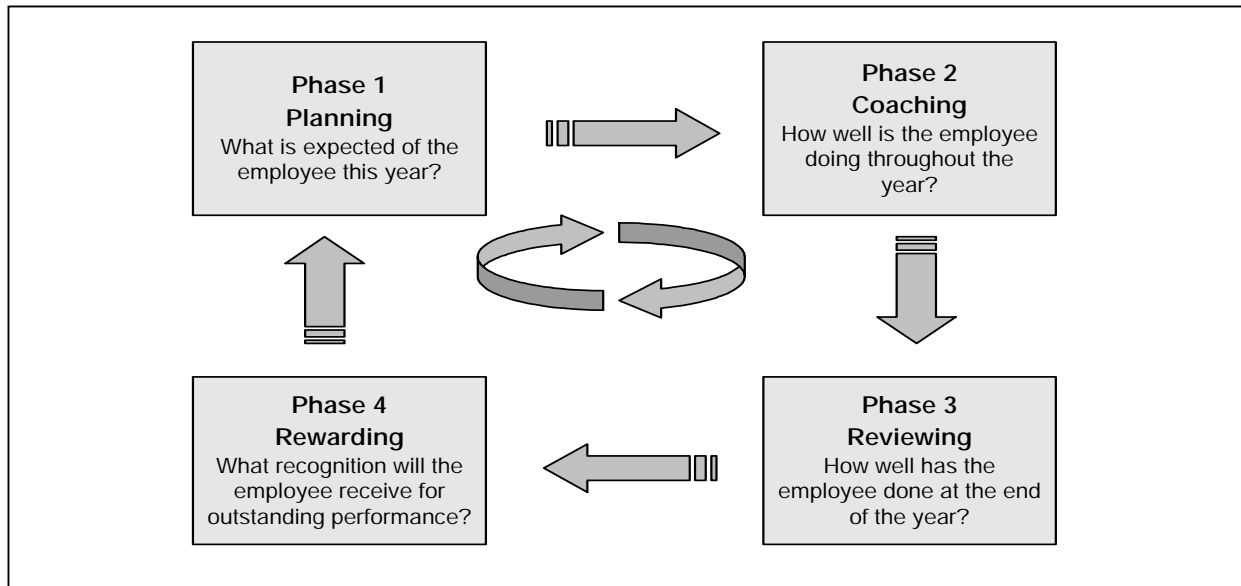 Phase 1
Planning
What is expected of the
employee this year?
Phase 2
Coaching
How well is the employee
doing throughout the
year?
Phase 4
Rewarding
What recognition will the
employee receive for
outstanding performance?
Phase 3
Reviewing
How well has the
employee done at the end
of the year?